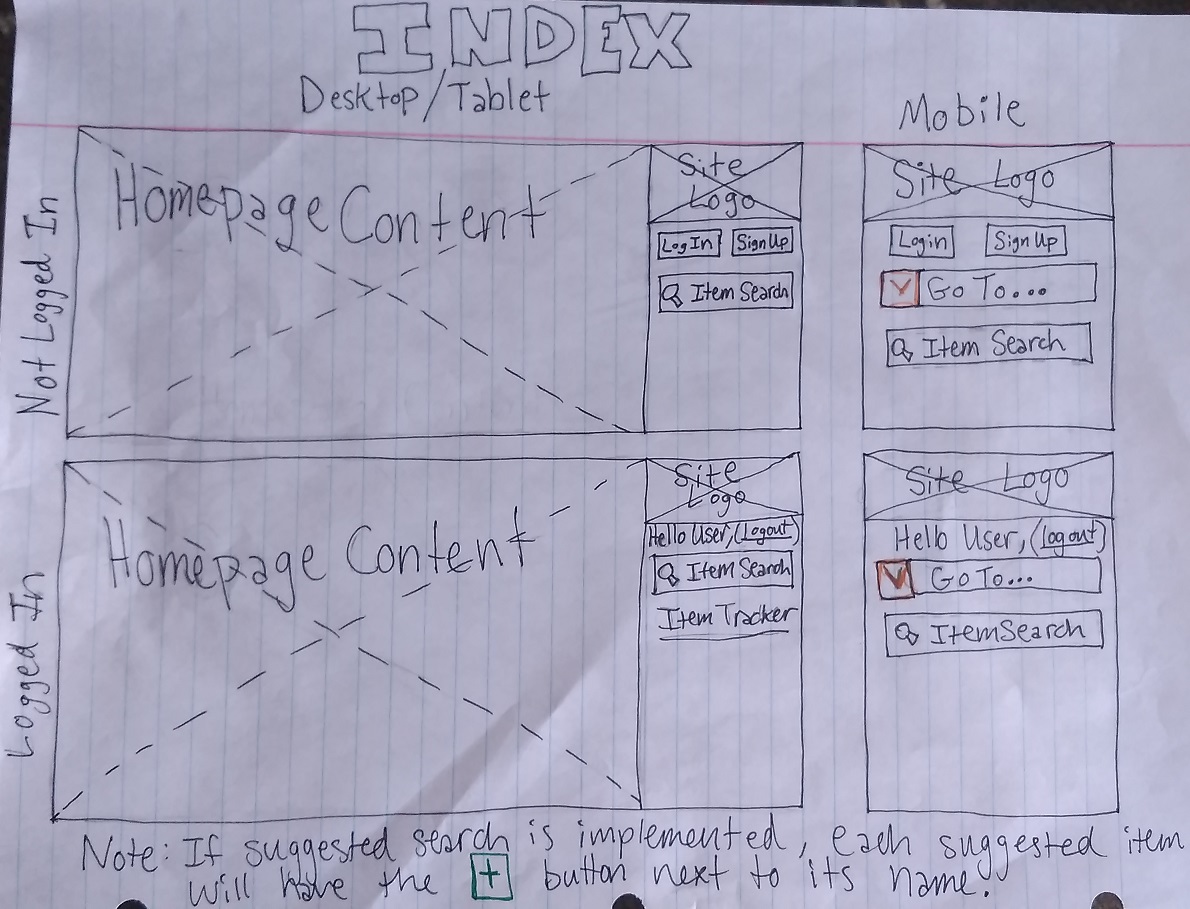 INDEX
Desktop/Tablet
Mobile
Not Logged In
Homepage Content
Site
Logo
Log In
Sign Up
Item Search
Site Logo
Login
Sign Up
Go To...
Item Search
Logged In
Homepage Content
Site
Logo
Hello User, (Logout)
Item Search
Item Tracker
Site Logo
Hello User, (logout)
Go To...
Item Search
Note: If suggested search is implemented, each suggested item
will have the + button next to its name.